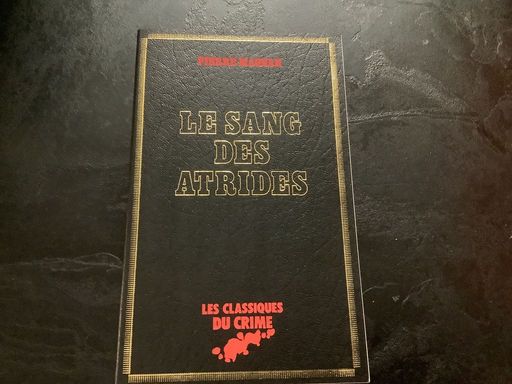 PIERRE MAGNAN
LE SANG
DES
ATRIDES
LES CLASSIQUES
DU CRIME